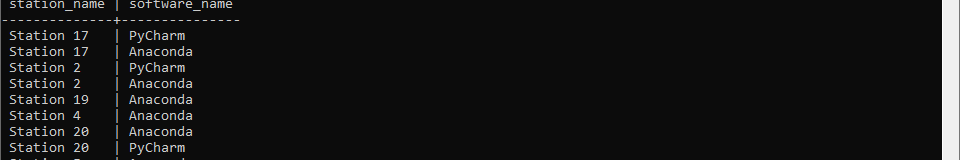 station_name | software_name
--------------+---------------
Station 17 | PyCharm
Station 17 | Anaconda
Station 2 | PyCharm
Station 2 | Anaconda
Station 19 | Anaconda
Station 4 | Anaconda
Station 20 | Anaconda
Station 20 | PyCharm